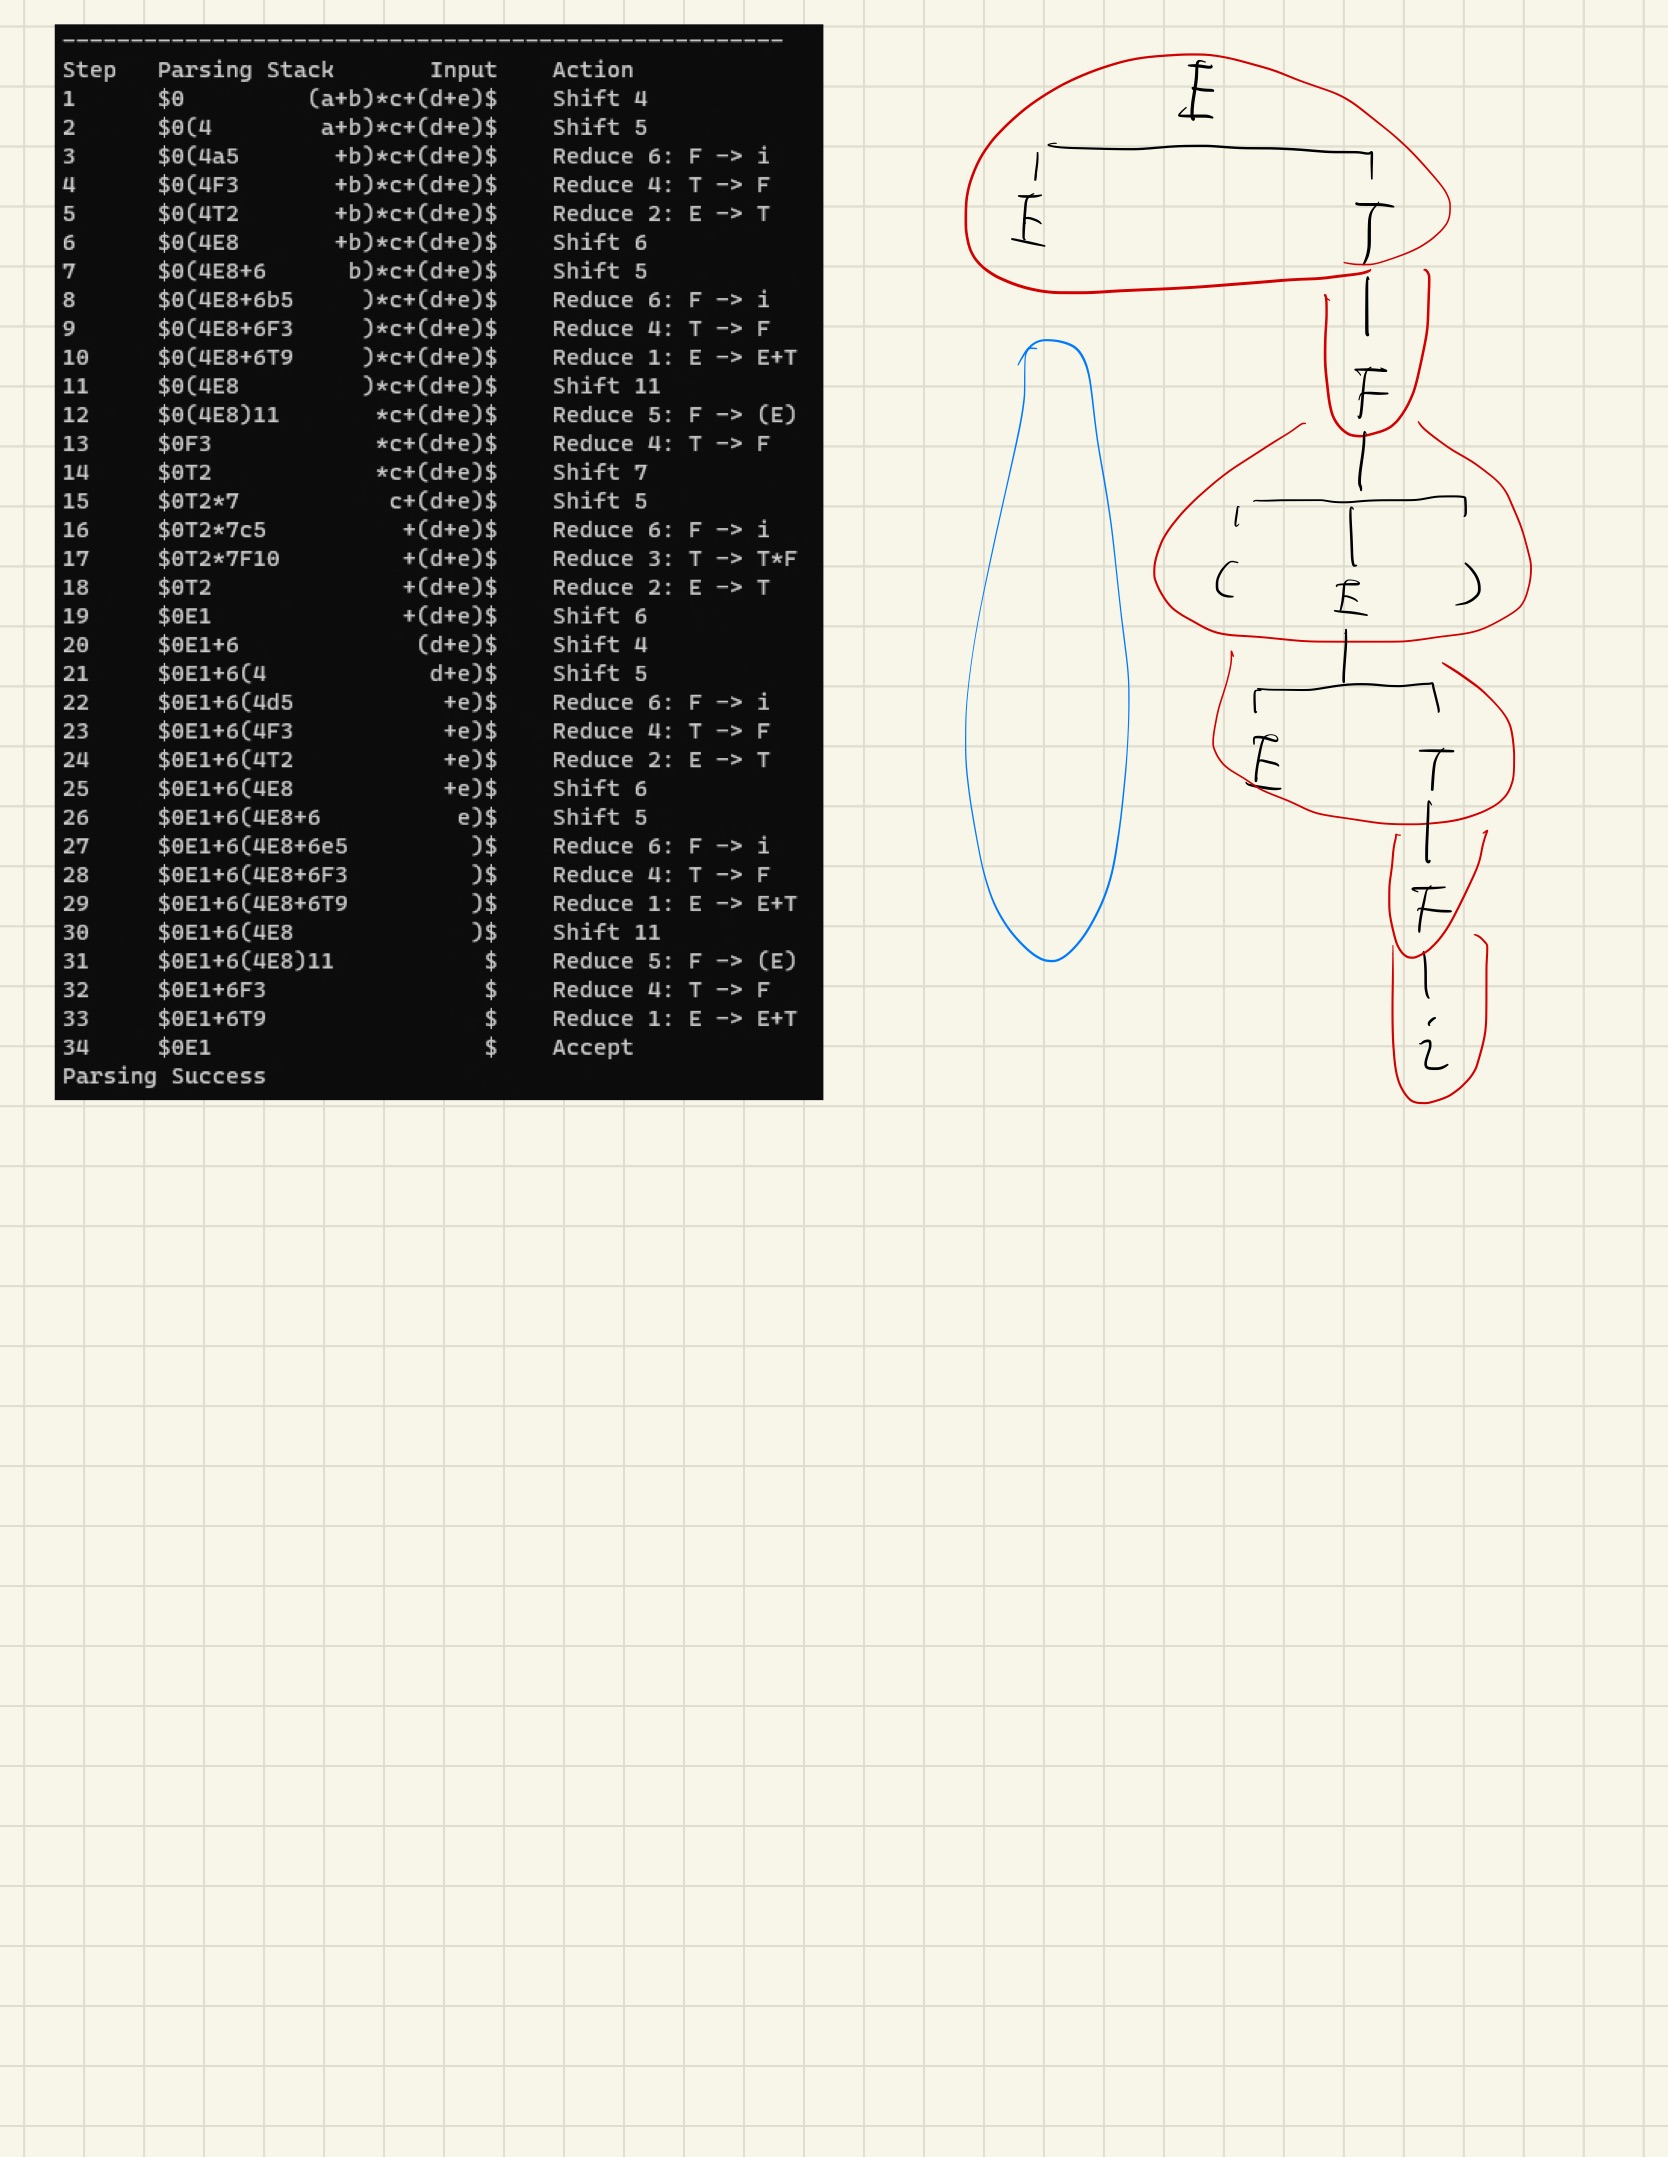 -----------------------------------------------------
Step Parsing Stack Input Action
1 $0 (a+b)*c+(d+e)$ Shift 4
2 $0(4 a+b)*c+(d+e)$ Shift 5
3 $0(4a5 +b)*c+(d+e)$ Reduce 6: F -> i
4 $0(4F3 +b)*c+(d+e)$ Reduce 4: T -> F
5 $0(4T2 +b)*c+(d+e)$ Reduce 2: E -> T
6 $0(4E8 +b)*c+(d+e)$ Shift 6
7 $0(4E8+6 b)*c+(d+e)$ Shift 5
8 $0(4E8+6b5 )*c+(d+e)$ Reduce 6: F -> i
9 $0(4E8+6F3 )*c+(d+e)$ Reduce 4: T -> F
10 $0(4E8+6T9 )*c+(d+e)$ Reduce 1: E -> E+T
11 $0(4E8 )*c+(d+e)$ Shift 11
12 $0(4E8)11 *c+(d+e)$ Reduce 5: F -> (E)
13 $0F3 *c+(d+e)$ Reduce 4: T -> F
14 $0T2 *c+(d+e)$ Shift 7
15 $0T2*7 c+(d+e)$ Shift 5
16 $0T2*7c5 +(d+e)$ Reduce 6: F -> i
17 $0T2*7F10 +(d+e)$ Reduce 3: T -> T*F
18 $0T2 +(d+e)$ Reduce 2: E -> T
19 $0E1 +(d+e)$ Shift 6
20 $0E1+6 (d+e)$ Shift 4
21 $0E1+6(4 d+e)$ Shift 5
22 $0E1+6(4d5 +e)$ Reduce 6: F -> i
23 $0E1+6(4F3 +e)$ Reduce 4: T -> F
24 $0E1+6(4T2 +e)$ Reduce 2: E -> T
25 $0E1+6(4E8 +e)$ Shift 6
26 $0E1+6(4E8+6 e)$ Shift 5
27 $0E1+6(4E8+6e5 )$ Reduce 6: F -> i
28 $0E1+6(4E8+6F3 )$ Reduce 4: T -> F
29 $0E1+6(4E8+6T9 )$ Reduce 1: E -> E+T
30 $0E1+6(4E8 )$ Shift 11
31 $0E1+6(4E8)11 $ Reduce 5: F -> (E)
32 $0E1+6F3 $ Reduce 4: T -> F
33 $0E1+6T9 $ Reduce 1: E -> E+T
34 $0E1 $ Accept
Parsing Success
E
E T
F
( E )
E T
F
i